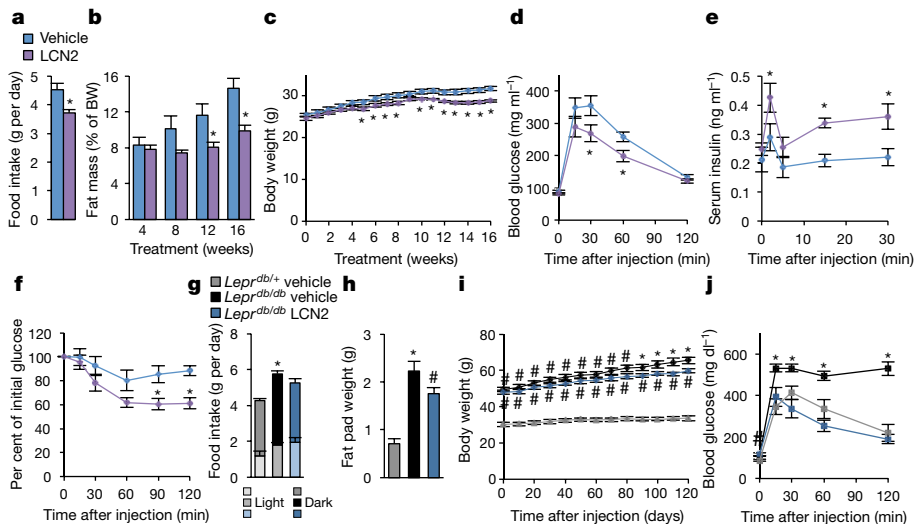 a
b
c
d
e
Vehicle
LCN2
Food intake (g per day)
5
4
3
2
1
0
*
Fat mass (% of BW)
16
12
8
4
0
* *
4 8 12 16
Treatment (weeks)
Body weight (g)
30
20
10
0
* * * * * * * * * * *
0 2 4 6 8 10 12 14 16
Treatment (weeks)
Blood glucose (mg ml⁻¹)
400
300
200
100
0
* *
0 30 60 90 120
Time after injection (min)
Serum insulin (ng ml⁻¹)
0.5
0.4
0.3
0.2
0.1
0
* * *
0 10 20 30
Time after injection (min)
f
g
h
i
j
Lepr^db/+ vehicle
Lepr^db/db vehicle
Lepr^db/db LCN2
Per cent of initial glucose
120
100
80
60
40
20
0
* *
0 30 60 90 120
Time after injection (min)
Food intake (g per day)
8
6
4
2
0
*
Light
Dark
Fat pad weight (g)
3
2
1
0
*
#
Body weight (g)
80
60
40
20
0
# # # # # # # # # * * * *
# # # # # # # # # # # # #
0 20 40 60 80 100 120
Time after injection (days)
Blood glucose (mg dl⁻¹)
600
400
200
0
# * * * *
0 30 60 90 120
Time after injection (min)